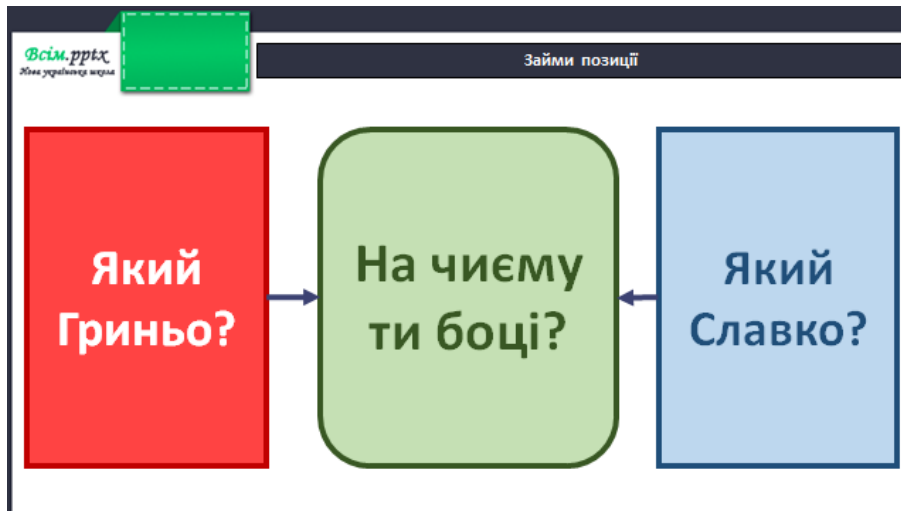 Всім.pptx
Нова українська школа
Займи позиції
Який
Гриньо?
На чиєму
ти боці?
Який
Славко?